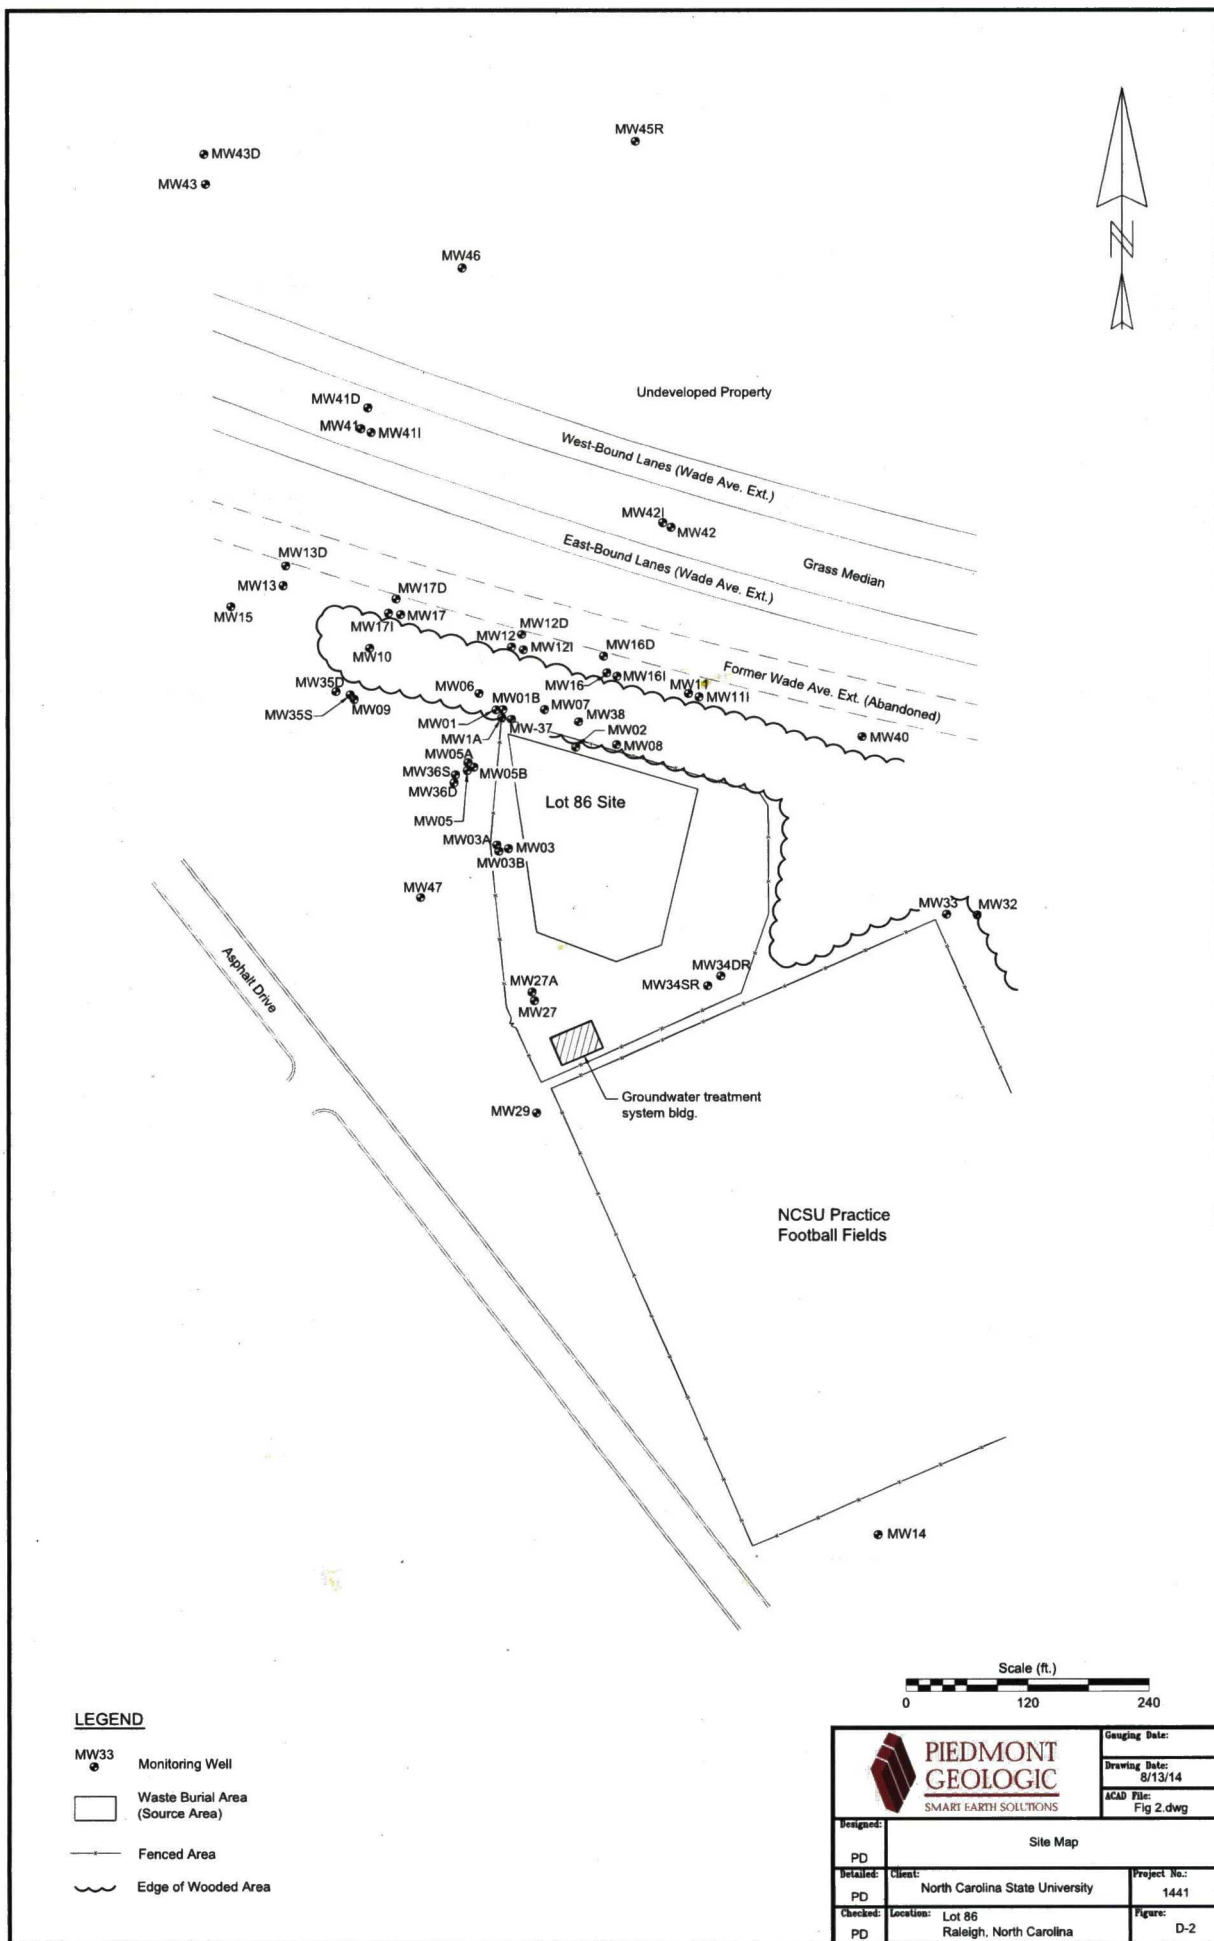 MW45R
MW43D
MW43
MW46
N
Undeveloped Property
MW41D
MW41
MW41I
West-Bound Lanes (Wade Ave. Ext.)
MW42I
MW42
East-Bound Lanes (Wade Ave. Ext.)
Grass Median
MW13D
MW13
MW15
MW17D
MW17
MW17I
MW10
MW12D
MW12
MW12I
MW16D
MW16
MW16I
Former Wade Ave. Ext. (Abandoned)
MW11
MW11I
MW40
MW35D
MW35S
MW09
MW06
MW01B
MW01
MW1A
MW-37
MW07
MW38
MW02
MW08
MW05A
MW36S
MW05B
MW36D
MW05
Lot 86 Site
MW03A
MW03
MW03B
MW47
MW33
MW32
Asphalt Drive
MW34DR
MW34SR
MW27A
MW27
Groundwater treatment
system bldg.
MW29
NCSU Practice
Football Fields
MW14
Scale (ft.)
0 120 240
LEGEND
MW33
Monitoring Well
Waste Burial Area
(Source Area)
Fenced Area
Edge of Wooded Area
PIEDMONT
GEOLOGIC
SMART EARTH SOLUTIONS
Gauging Date:
Drawing Date:
8/13/14
ACAD File:
Fig 2.dwg
Designed:
PD
Site Map
Detailed:
PD
Client:
North Carolina State University
Project No.:
1441
Checked:
PD
Location: Lot 86
Raleigh, North Carolina
Figure:
D-2